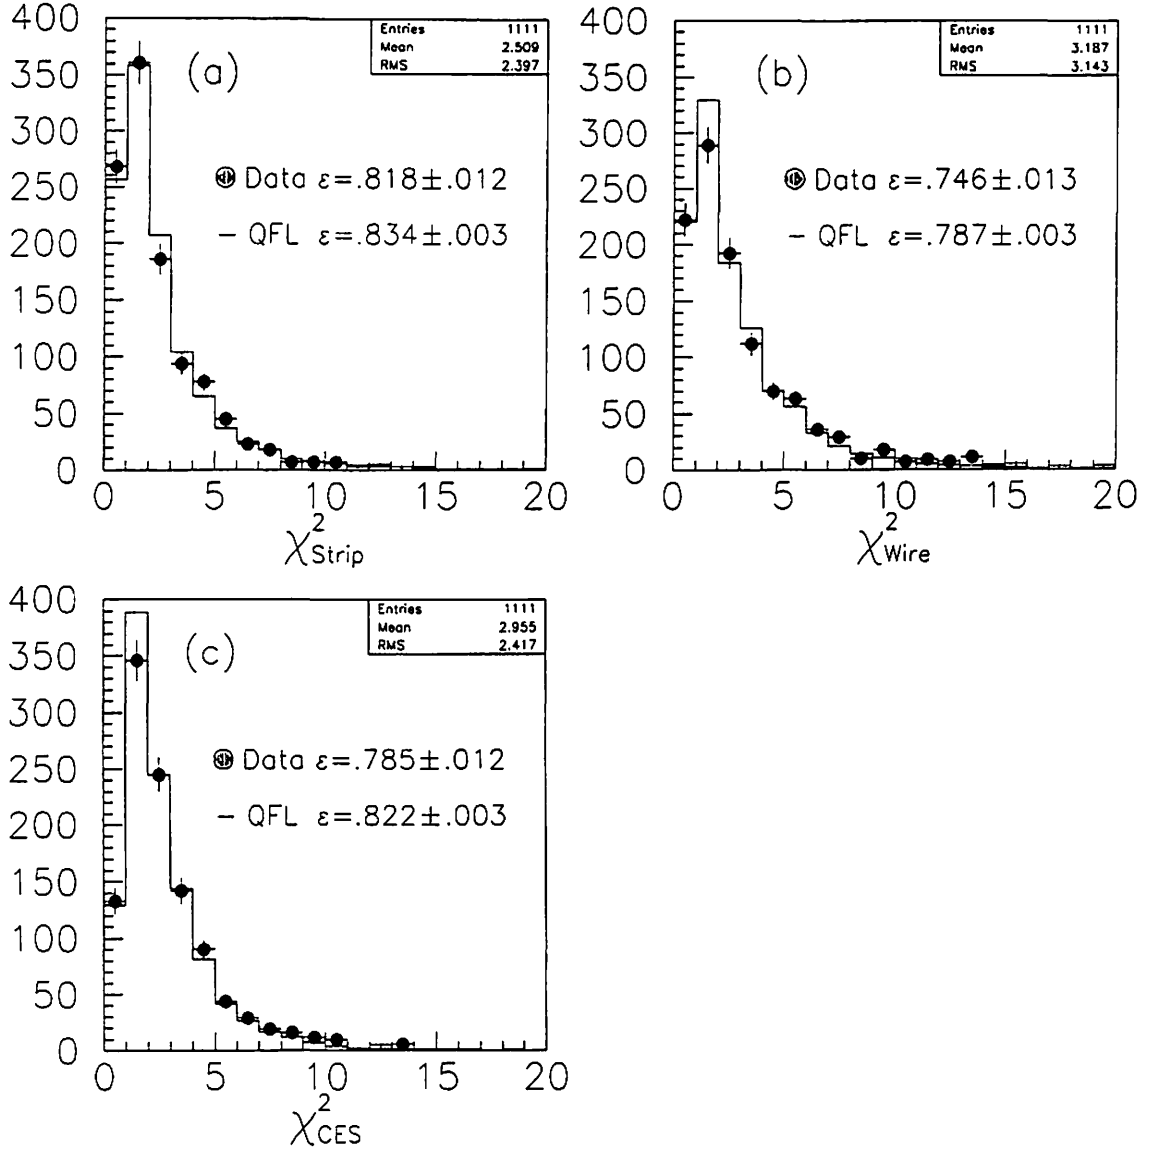 400
350
300
250
200
150
100
50
0
0 5 10 15 20
(a)
Entries 1111
Mean 2.509
RMS 2.397
Data ε=.818±.012
– QFL ε=.834±.003
χ²Strip
400
350
300
250
200
150
100
50
0
0 5 10 15 20
(b)
Entries 1111
Mean 3.187
RMS 3.143
Data ε=.746±.013
– QFL ε=.787±.003
χ²Wire
400
350
300
250
200
150
100
50
0
0 5 10 15 20
(c)
Entries 1111
Mean 2.955
RMS 2.417
Data ε=.785±.012
– QFL ε=.822±.003
χ²CES